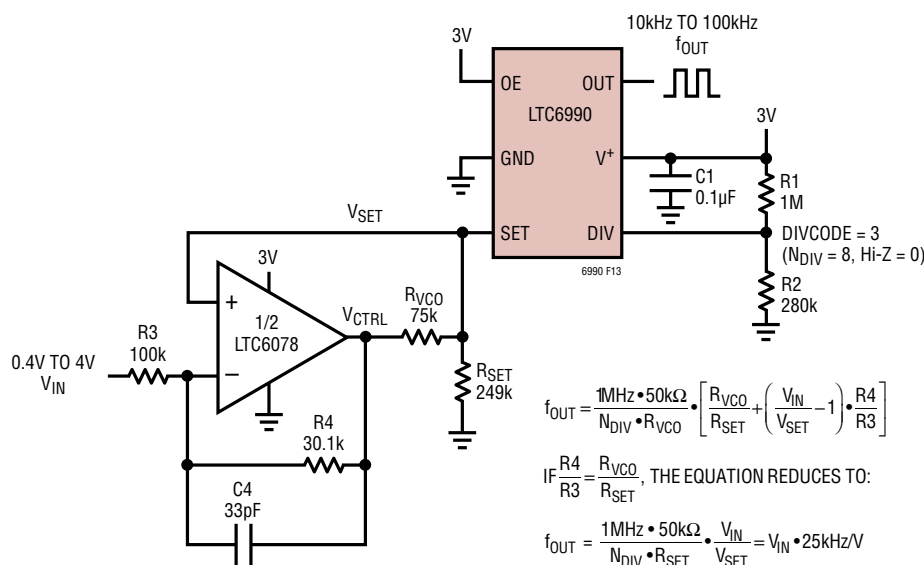 10kHz TO 100kHz
fOUT
3V
OE
OUT
LTC6990
GND
V+
3V
C1
0.1µF
R1
1M
VSET
SET
DIV
DIVCODE = 3
(NDIV = 8, Hi-Z = 0)
6990 F13
3V
+
1/2
LTC6078
–
VCTRL
RVCO
75k
R2
280k
R3
100k
0.4V TO 4V
VIN
RSET
249k
R4
30.1k
C4
33pF
fOUT = 1MHz • 50kΩ / NDIV • RVCO • [RVCO / RSET + (VIN / VSET – 1) • R4 / R3]
IF R4 / R3 = RVCO / RSET, THE EQUATION REDUCES TO:
fOUT = 1MHz • 50kΩ / NDIV • RSET • VIN / VSET = VIN • 25kHz/V